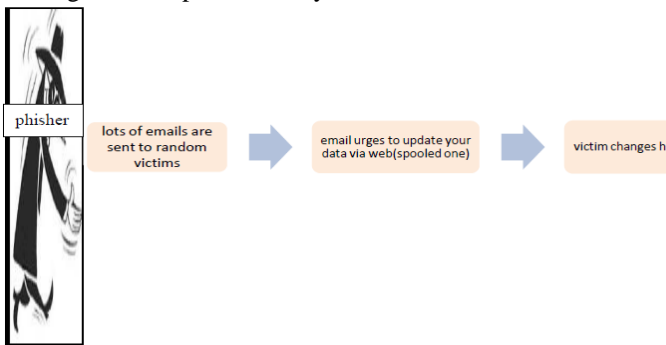 phisher
lots of emails are
sent to random
victims
email urges to update your
data via web(spooled one)
victim changes h